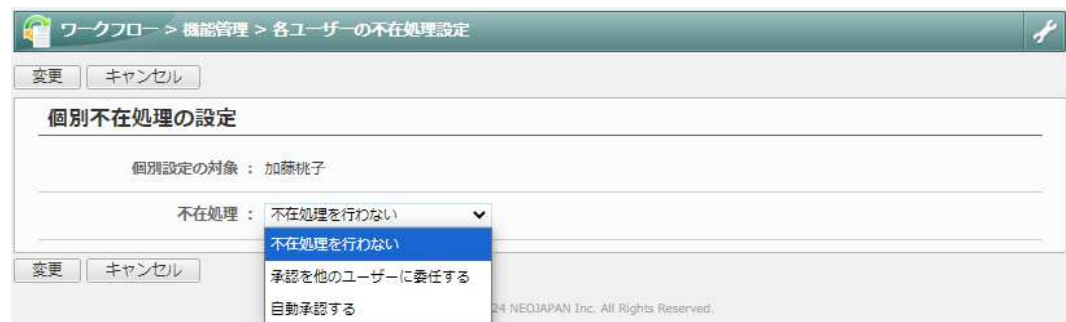 ワークフロー > 機能管理 > 各ユーザーの不在処理設定
変更 キャンセル
個別不在処理の設定
個別設定の対象 : 加藤桃子
不在処理 : 不在処理を行わない
不在処理を行わない
承認を他のユーザーに委任する
変更 キャンセル
自動承認する
24 NEOJAPAN Inc. All Rights Reserved.